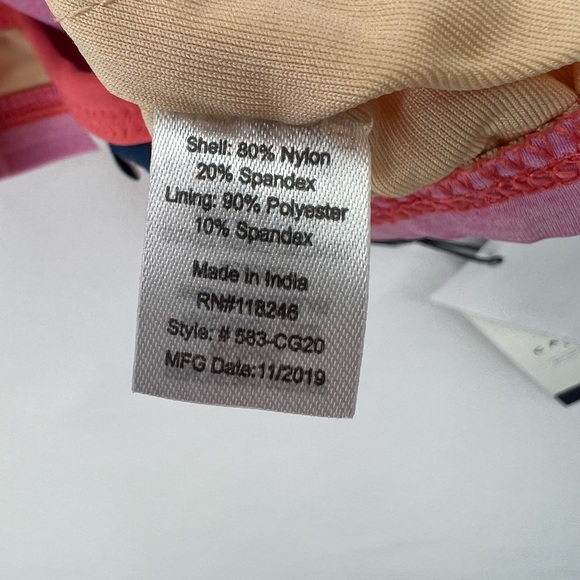 Shell: 80% Nylon
20% Spandex
Lining: 90% Polyester
10% Spandex
Made in India
RN#118246
Style: # 583-CG20
MFG Date:11/2019